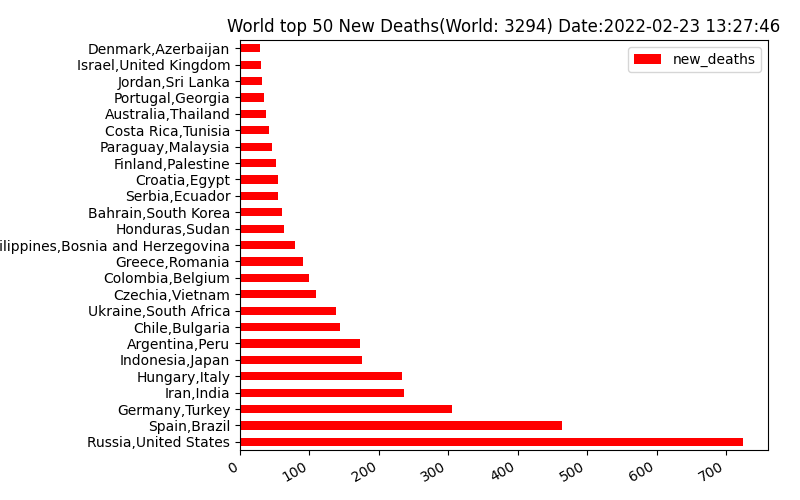 World top 50 New Deaths(World: 3294) Date:2022-02-23 13:27:46
new_deaths
Denmark,Azerbaijan
Israel,United Kingdom
Jordan,Sri Lanka
Portugal,Georgia
Australia,Thailand
Costa Rica,Tunisia
Paraguay,Malaysia
Finland,Palestine
Croatia,Egypt
Serbia,Ecuador
Bahrain,South Korea
Honduras,Sudan
ilippines,Bosnia and Herzegovina
Greece,Romania
Colombia,Belgium
Czechia,Vietnam
Ukraine,South Africa
Chile,Bulgaria
Argentina,Peru
Indonesia,Japan
Hungary,Italy
Iran,India
Germany,Turkey
Spain,Brazil
Russia,United States
0 100 200 300 400 500 600 700